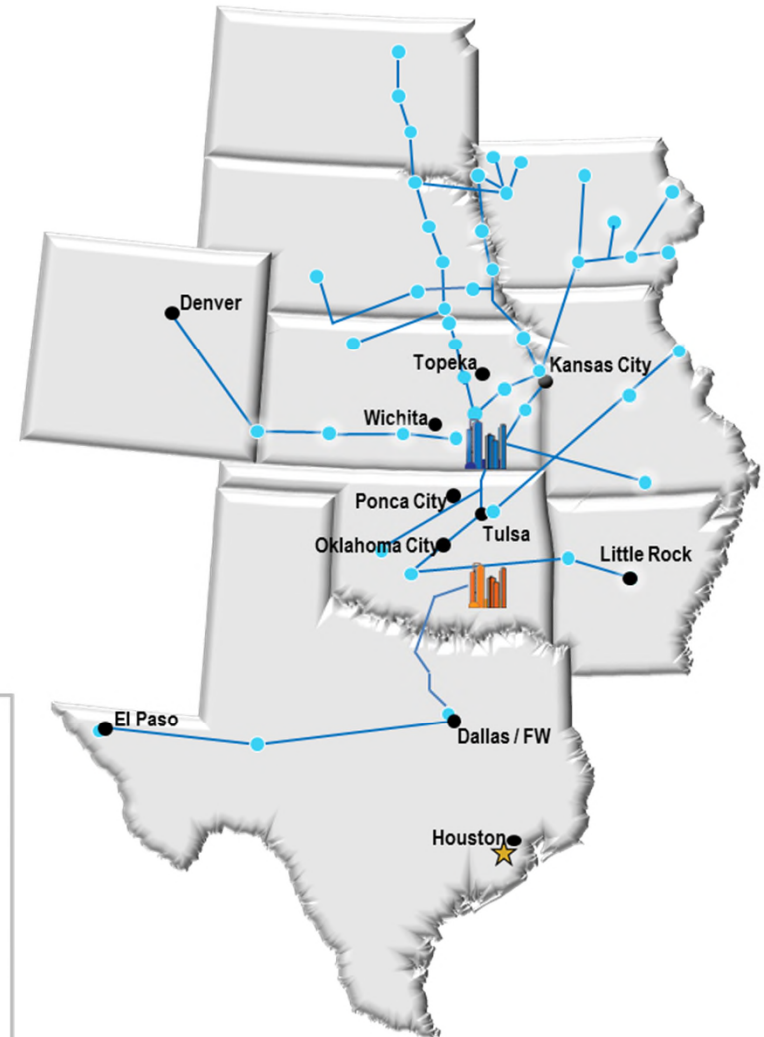 Denver
Topeka
Kansas City
Wichita
Ponca City
Tulsa
Oklahoma City
Little Rock
El Paso
Dallas / FW
Houston